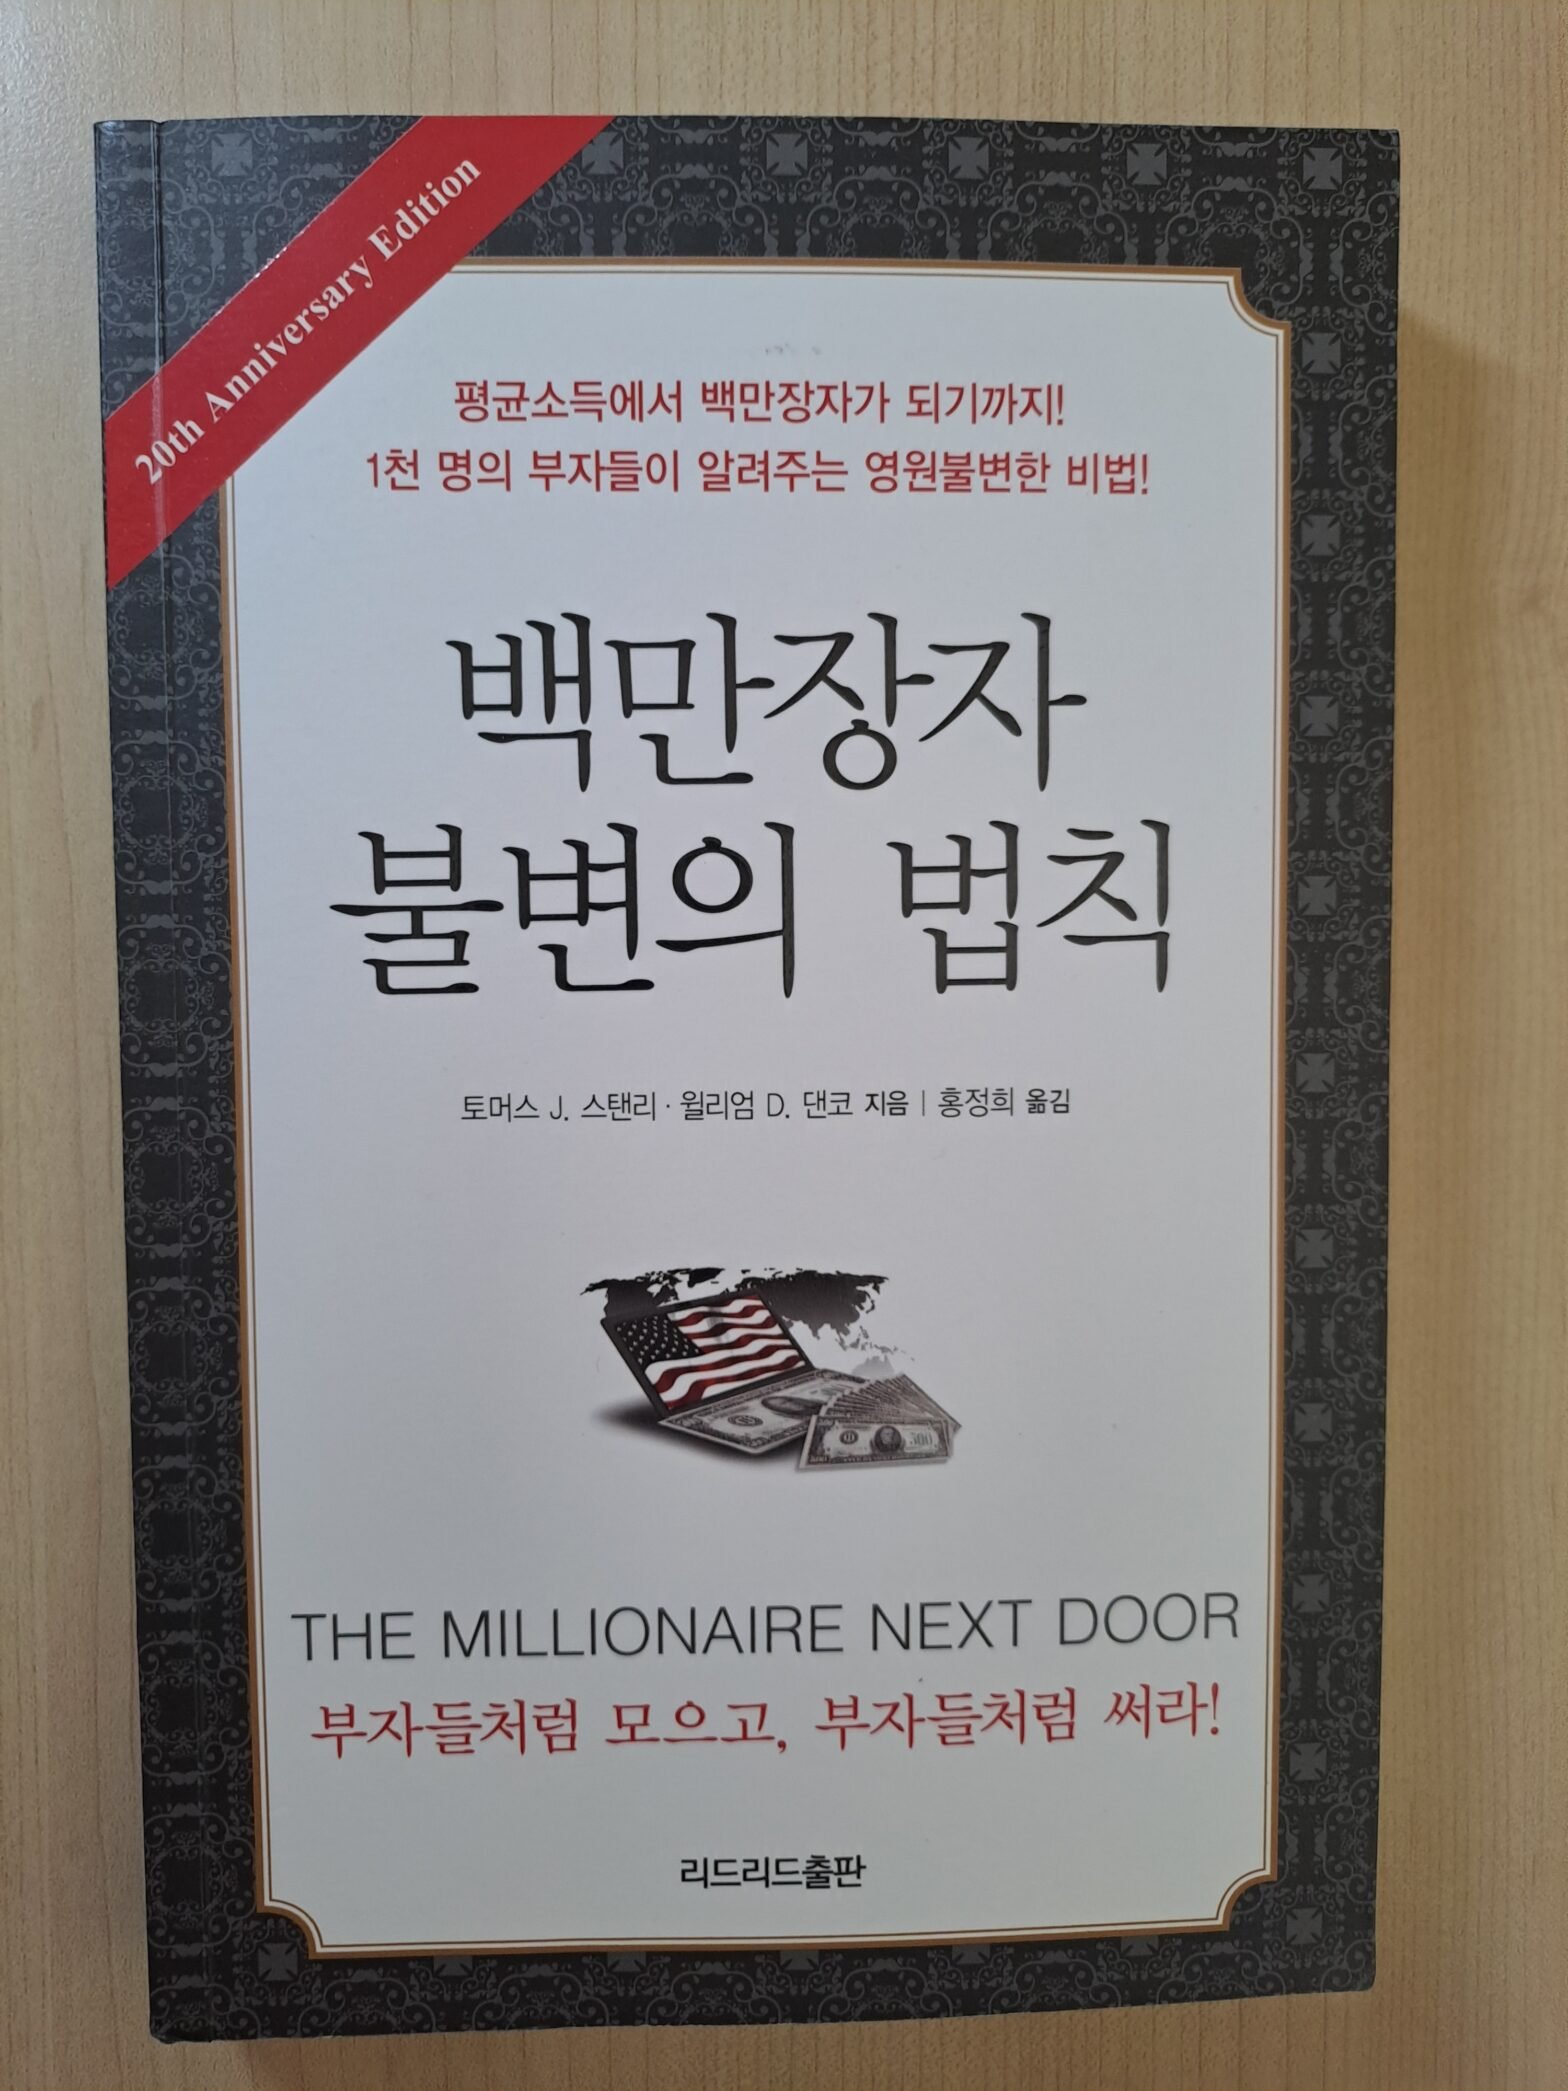 20th Anniversary Edition
평균소득에서 백만장자가 되기까지!
1천 명의 부자들이 알려주는 영원불변한 비법!
백만장자
불변의 법칙
토머스 J. 스탠리 · 윌리엄 D. 댄코 지음 | 홍정희 옮김
500
THE MILLIONAIRE NEXT DOOR
부자들처럼 모으고, 부자들처럼 써라!
리드리드출판